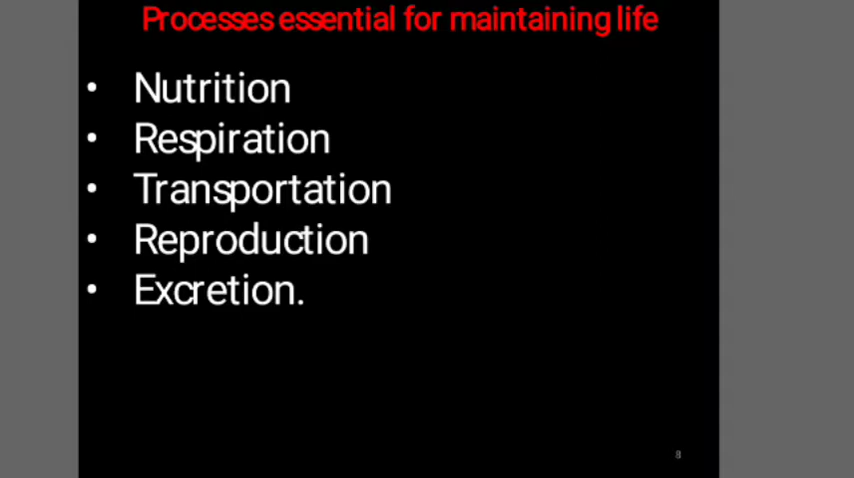 Processes essential for maintaining life
• Nutrition
• Respiration
• Transportation
• Reproduction
• Excretion.
8